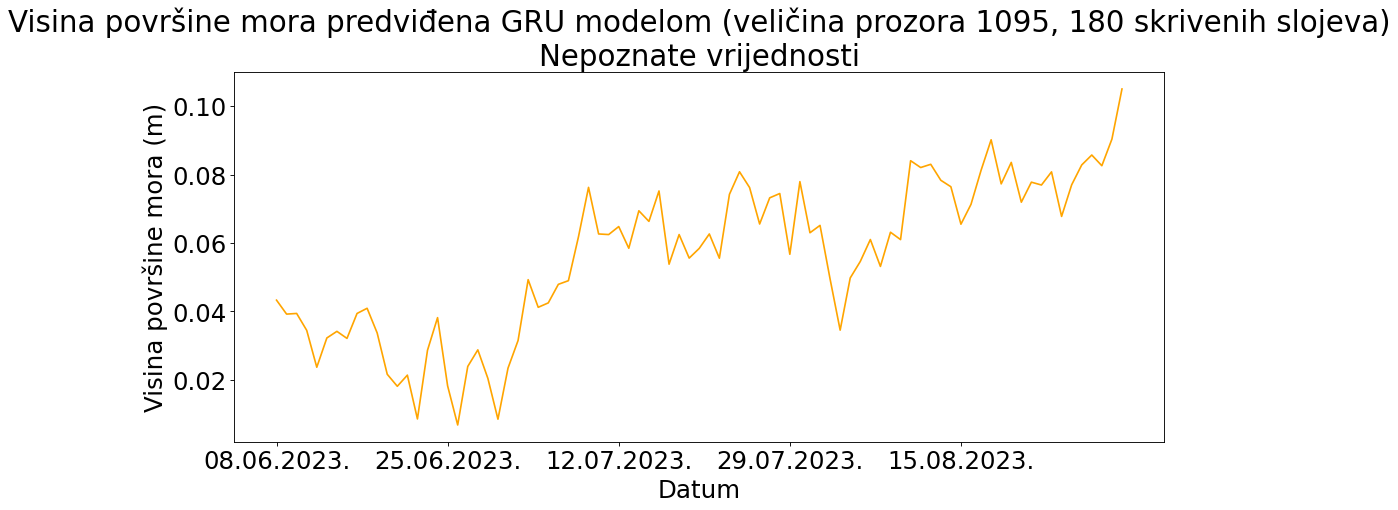 Visina površine mora predviđena GRU modelom (veličina prozora 1095, 180 skrivenih slojeva)
Nepoznate vrijednosti
Visina površine mora (m)
0.10
0.08
0.06
0.04
0.02
08.06.2023. 25.06.2023. 12.07.2023. 29.07.2023. 15.08.2023.
Datum